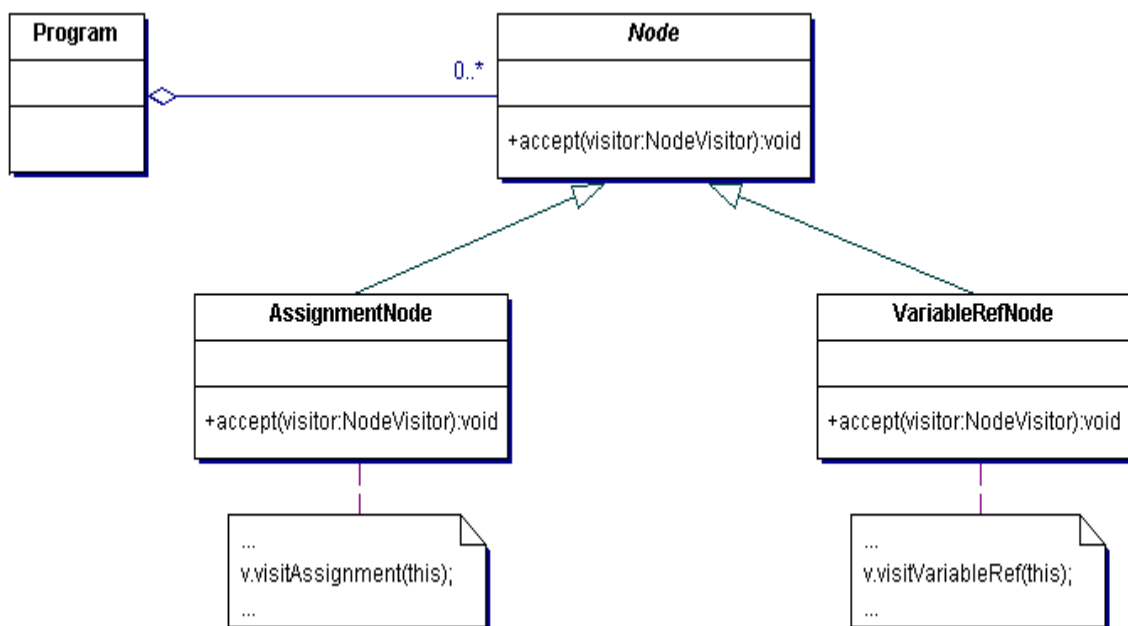 Program
Node
0..*
+accept(visitor:NodeVisitor):void
AssignmentNode
VariableRefNode
+accept(visitor:NodeVisitor):void
+accept(visitor:NodeVisitor):void
...
v.visitAssignment(this);
...
...
v.visitVariableRef(this);
...